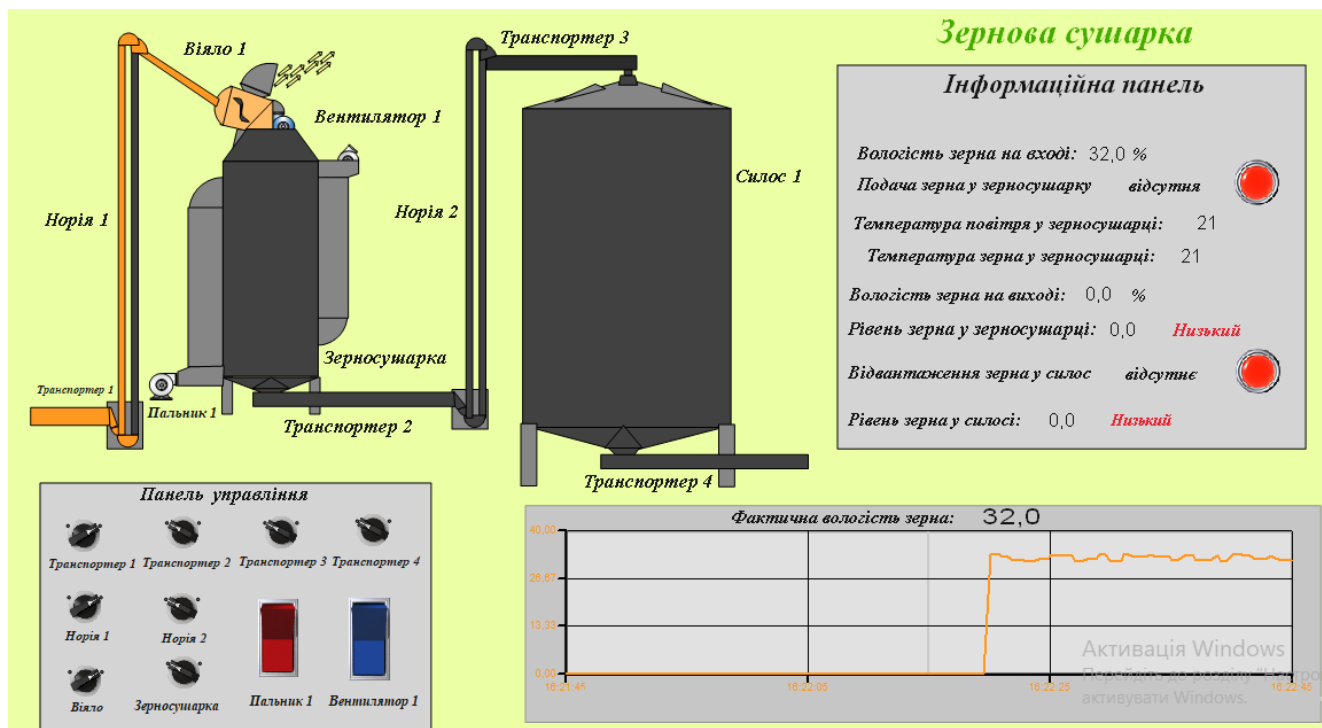 Зернова сушарка
Віяло 1
Транспортер 3
Вентилятор 1
Силос 1
Норія 1
Норія 2
Зерносушарка
Транспортер 1
Пальник 1
Транспортер 2
Транспортер 4
Інформаційна панель
Вологість зерна на вході: 32,0 %
Подача зерна у зерносушарку відсутня
Температура повітря у зерносушарці: 21
Температура зерна у зерносушарці: 21
Вологість зерна на виході: 0,0 %
Рівень зерна у зерносушарці: 0,0 Низький
Відвантаження зерна у силос відсутнє
Рівень зерна у силосі: 0,0 Низький
Панель управління
Транспортер 1 Транспортер 2 Транспортер 3 Транспортер 4
Норія 1 Норія 2
Віяло Зерносушарка Пальник 1 Вентилятор 1
Фактична вологість зерна: 32,0
40,00
26,67
13,33
0,00
16:21:45 16:22:05 16:22:25 16:22:45
Активація Windows
Перейдіть до розділу "Настро
активувати Windows.